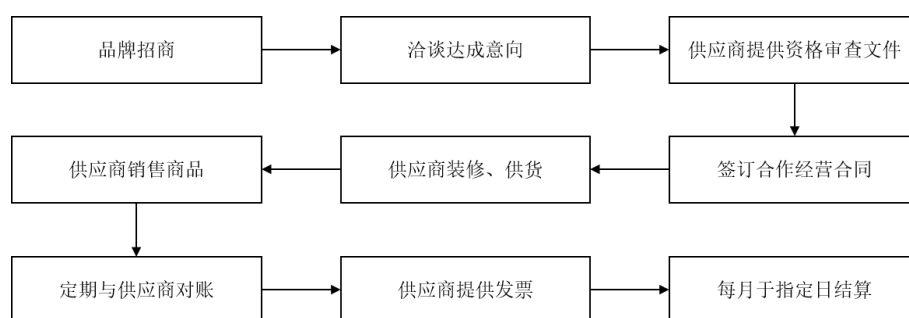 品牌招商
洽谈达成意向
供应商提供资格审查文件
签订合作经营合同
供应商装修、供货
供应商销售商品
定期与供应商对账
供应商提供发票
每月于指定日结算